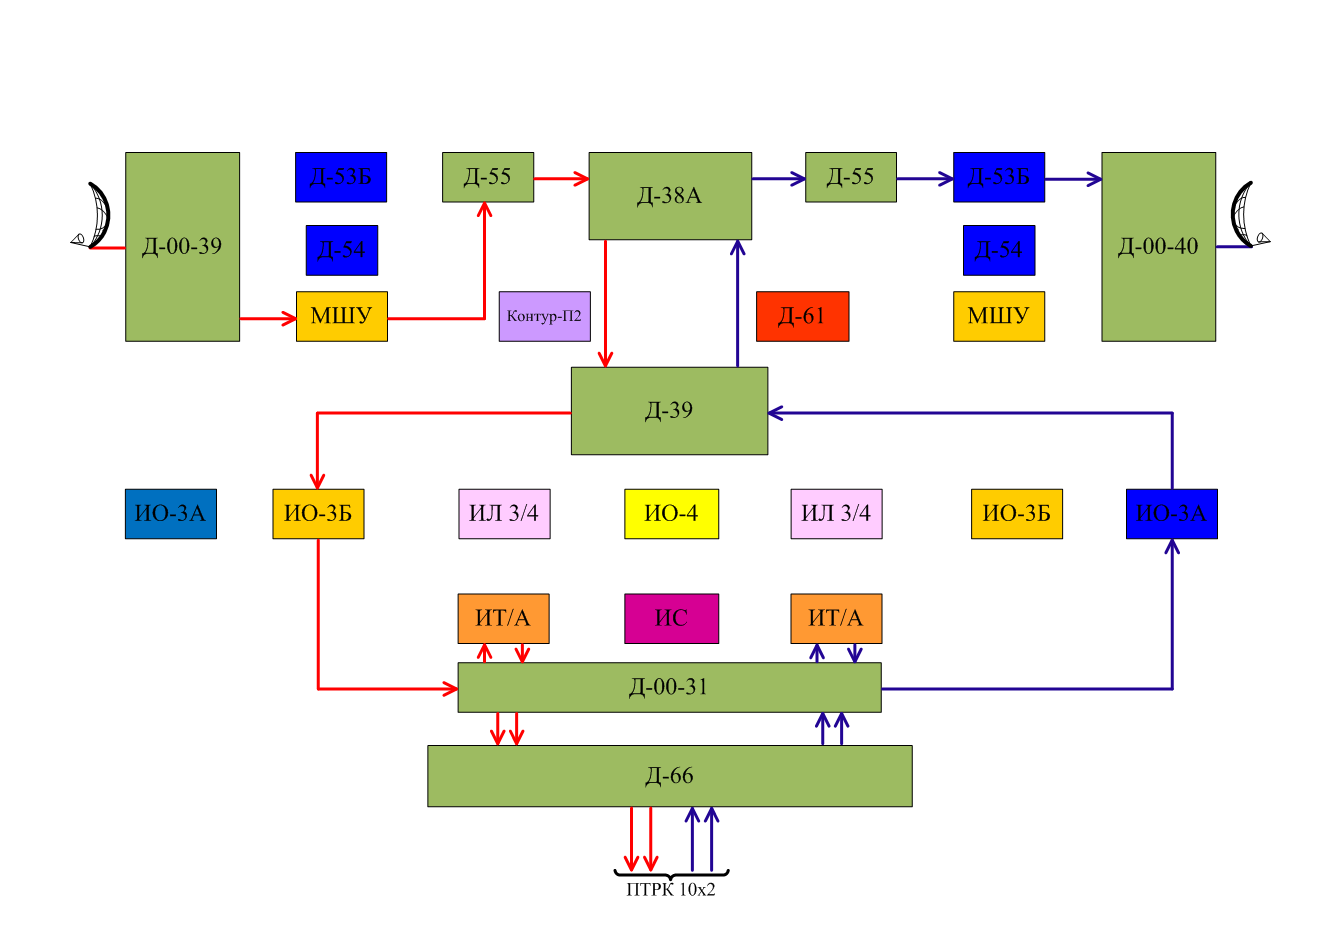 Д-53Б
Д-55
Д-38А
Д-55
Д-53Б
Д-00-39
Д-54
Д-54
Д-00-40
МШУ
Контур-П2
Д-61
МШУ
Д-39
ИО-3А
ИО-3Б
ИЛ 3/4
ИО-4
ИЛ 3/4
ИО-3Б
ИО-3А
ИТ/А
ИС
ИТ/А
Д-00-31
Д-66
ПТРК 10х2